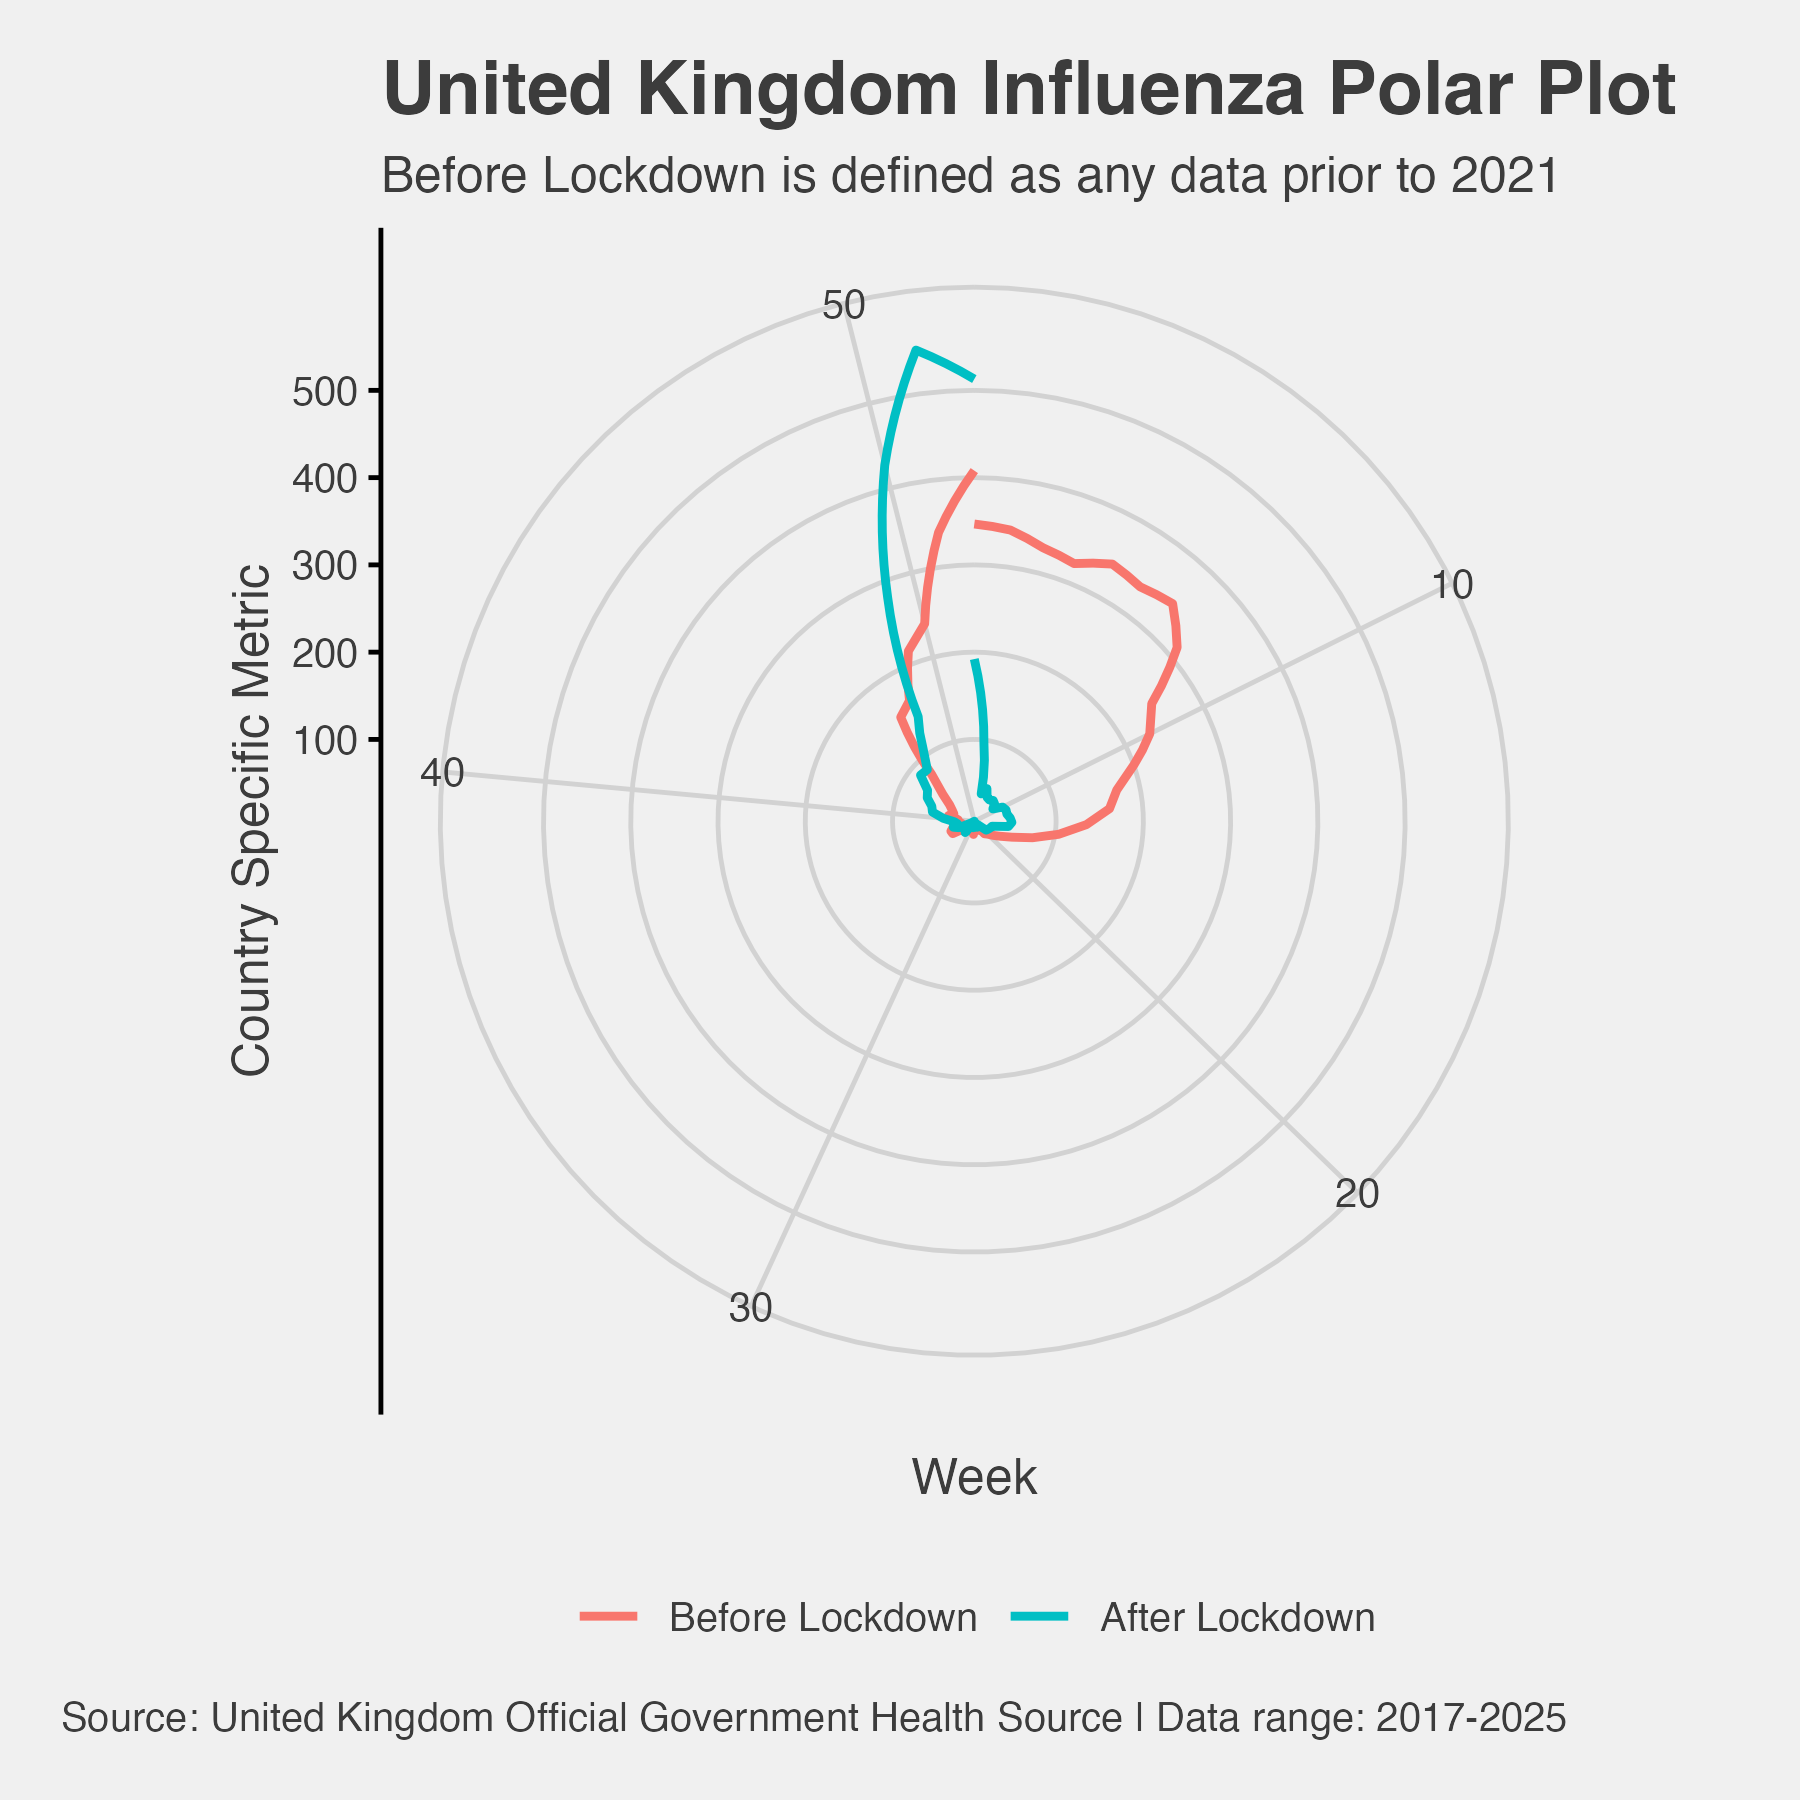 United Kingdom Influenza Polar Plot
Before Lockdown is defined as any data prior to 2021
50
500
400
300
200
100
10
40
20
30
Country Specific Metric
Week
Before Lockdown
After Lockdown
Source: United Kingdom Official Government Health Source | Data range: 2017-2025